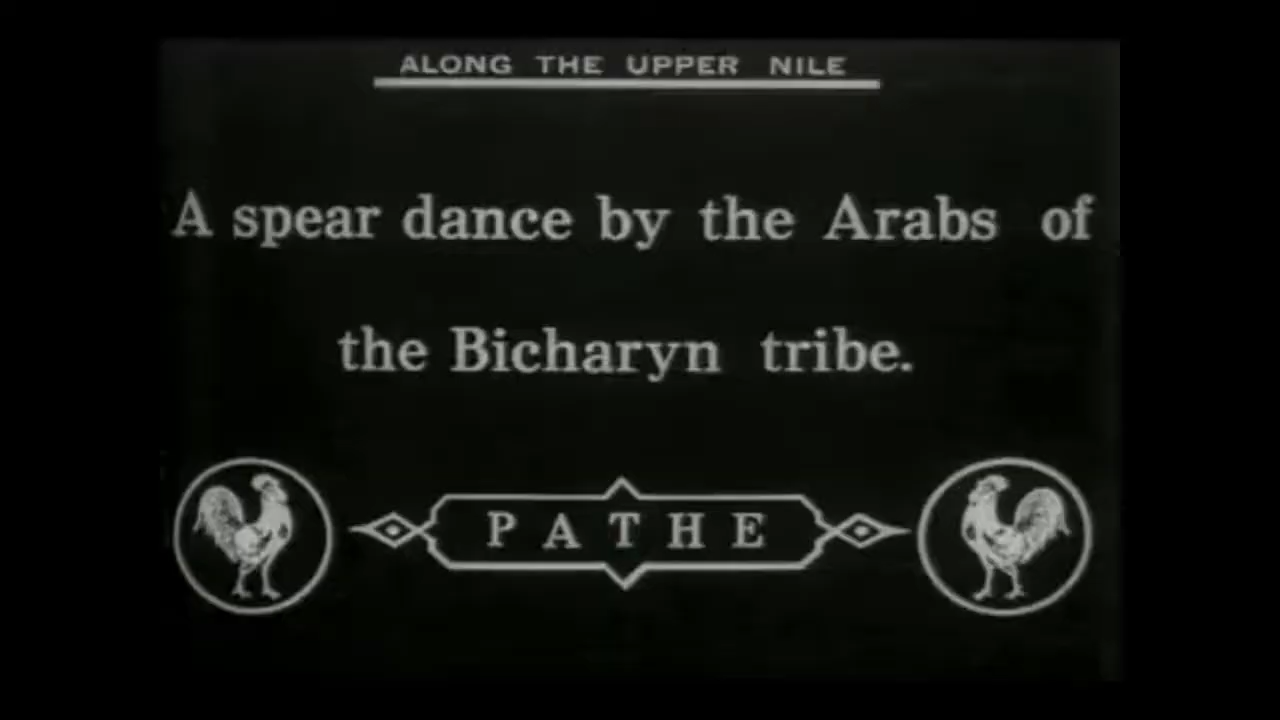 ALONG THE UPPER NILE
A spear dance by the Arabs of
the Bicharyn tribe.
PATHE